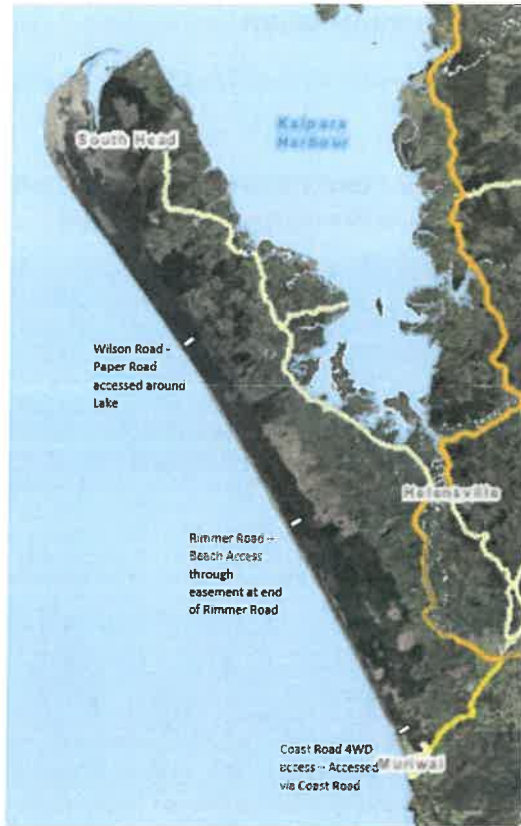 South Head
Kaipara
Harbour
Wilson Road -
Paper Road
accessed around
Lake
Helensville
Rimmer Road –
Beach Access
through
easement at end
of Rimmer Road
Coast Road 4WD
access – Accessed
via Coast Road
Muriwai